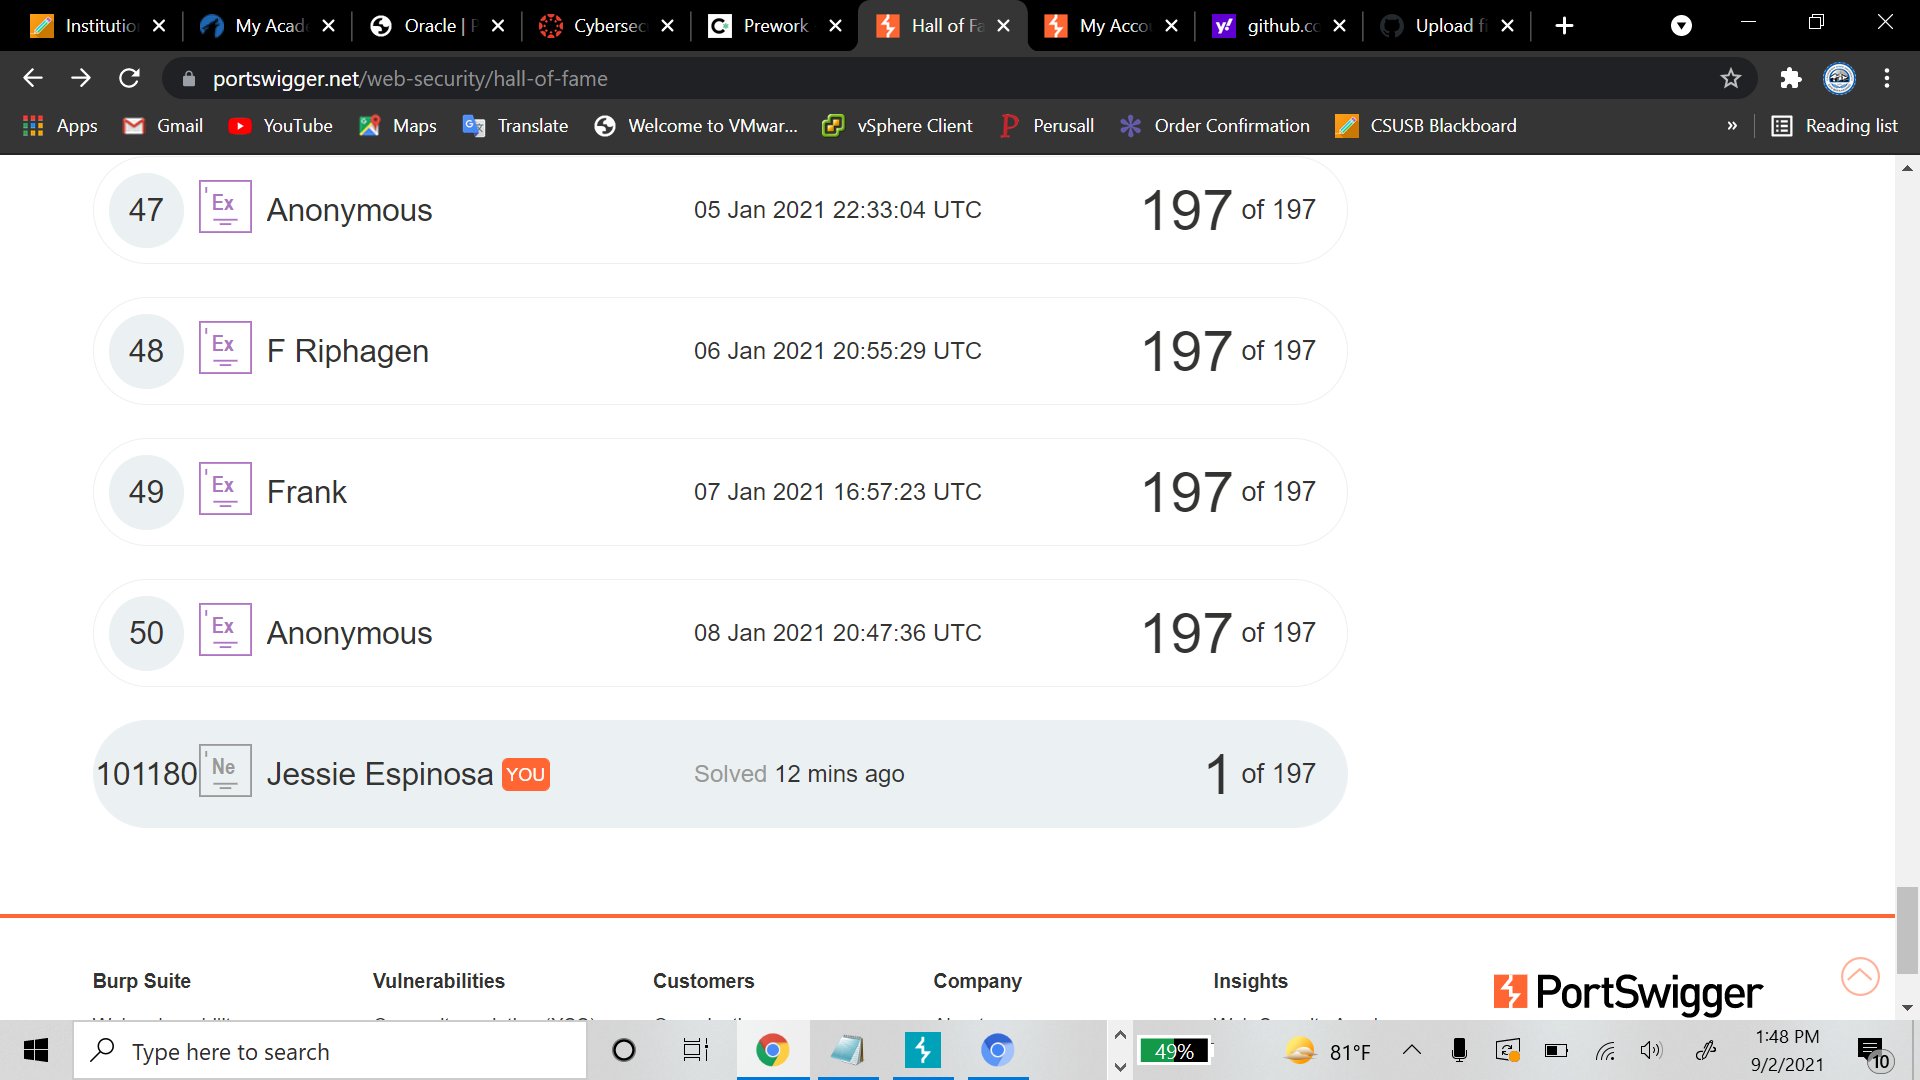 Institutio
My Acad
Oracle | P
Cybersec
Prework
Hall of Fa
My Acco
github.co
Upload fi
portswigger.net/web-security/hall-of-fame
Apps
Gmail
YouTube
Maps
Translate
Welcome to VMwar...
vSphere Client
Perusall
Order Confirmation
CSUSB Blackboard
»
Reading list
47 Ex Anonymous 05 Jan 2021 22:33:04 UTC 197 of 197
48 Ex F Riphagen 06 Jan 2021 20:55:29 UTC 197 of 197
49 Ex Frank 07 Jan 2021 16:57:23 UTC 197 of 197
50 Ex Anonymous 08 Jan 2021 20:47:36 UTC 197 of 197
101180 Ne Jessie Espinosa YOU Solved 12 mins ago 1 of 197
Burp Suite
Vulnerabilities
Customers
Company
Insights
PortSwigger
Type here to search
49%
81°F
1:48 PM
9/2/2021
10